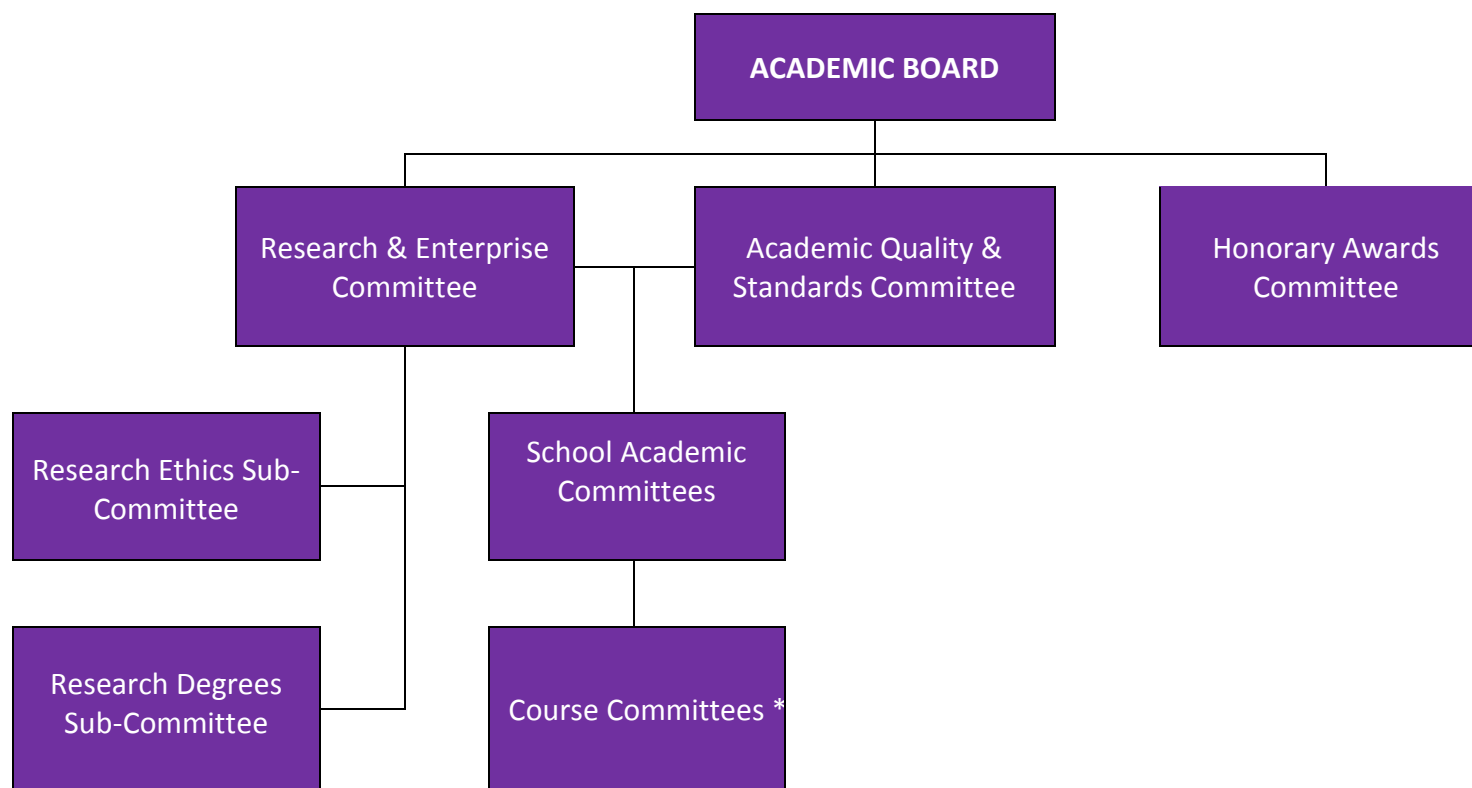 ACADEMIC BOARD
Research & Enterprise
Committee
Academic Quality &
Standards Committee
Honorary Awards
Committee
Research Ethics Sub-
Committee
School Academic
Committees
Research Degrees
Sub-Committee
Course Committees *